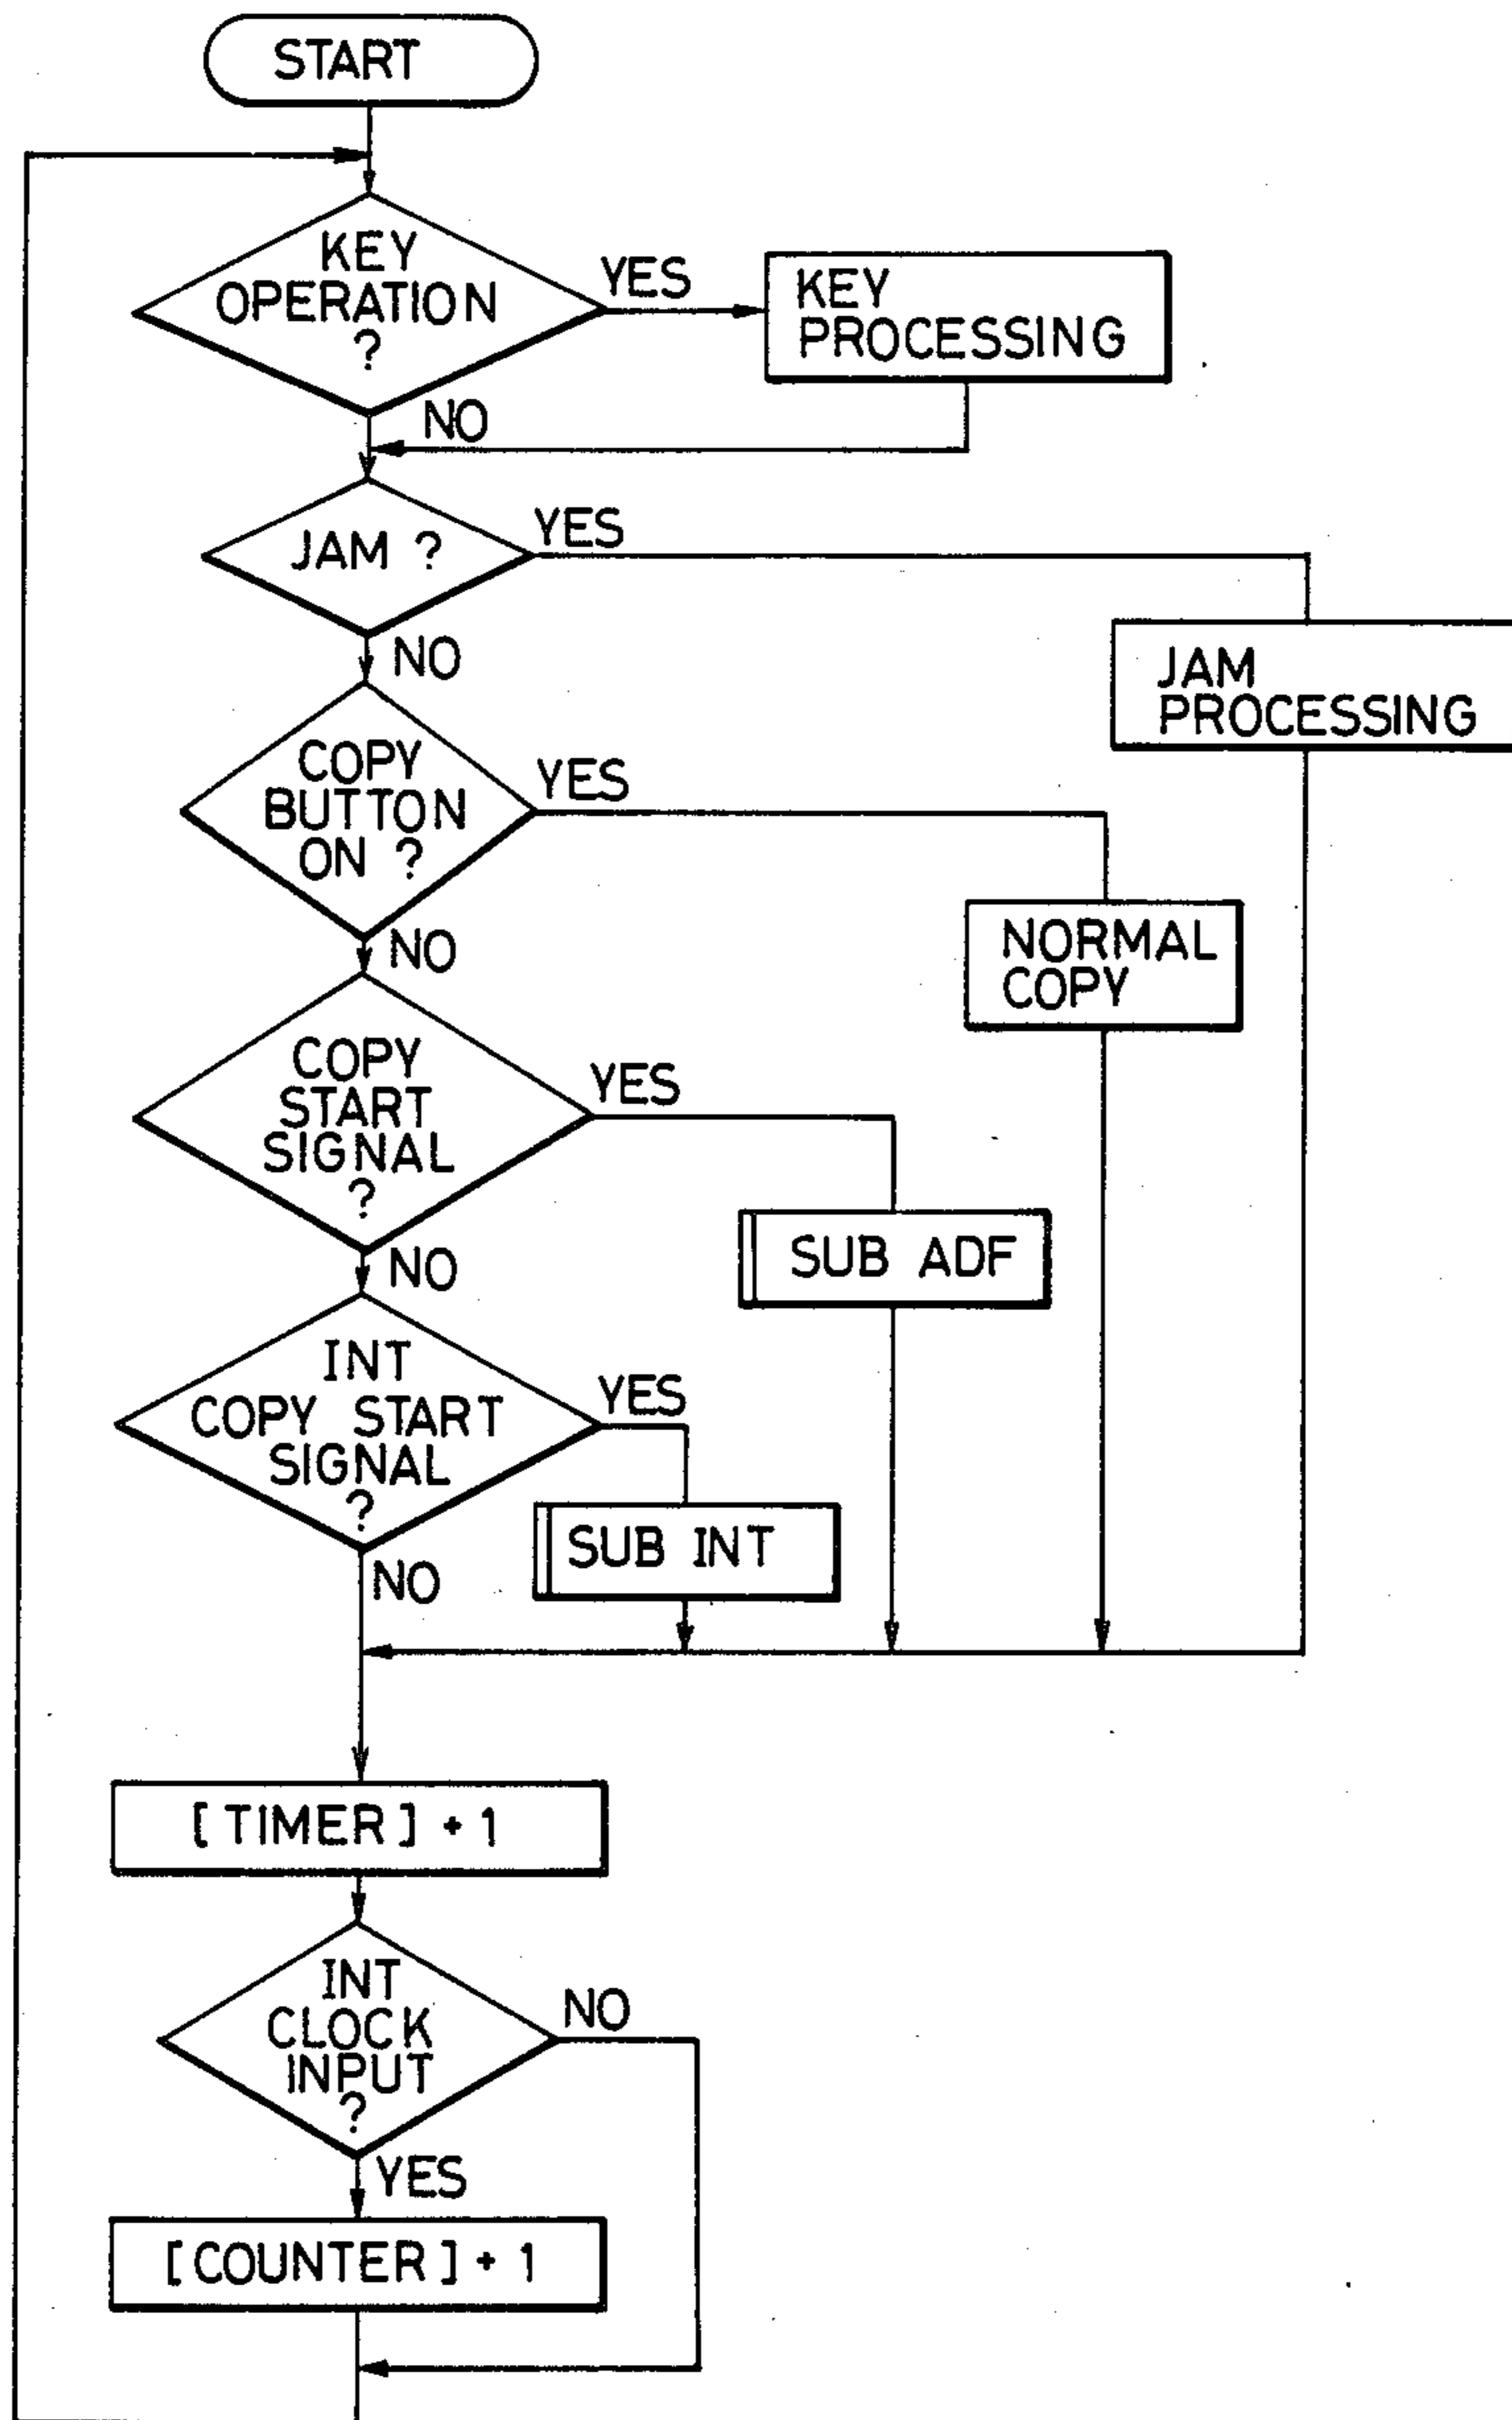 START
KEY
OPERATION
?
YES
KEY
PROCESSING
NO
JAM ?
YES
NO
JAM
PROCESSING
COPY
BUTTON
ON ?
YES
NO
NORMAL
COPY
COPY
START
SIGNAL
?
YES
NO
SUB ADF
INT
COPY START
SIGNAL
?
YES
NO
SUB INT
[TIMER] + 1
INT
CLOCK
INPUT
?
NO
YES
[COUNTER] + 1